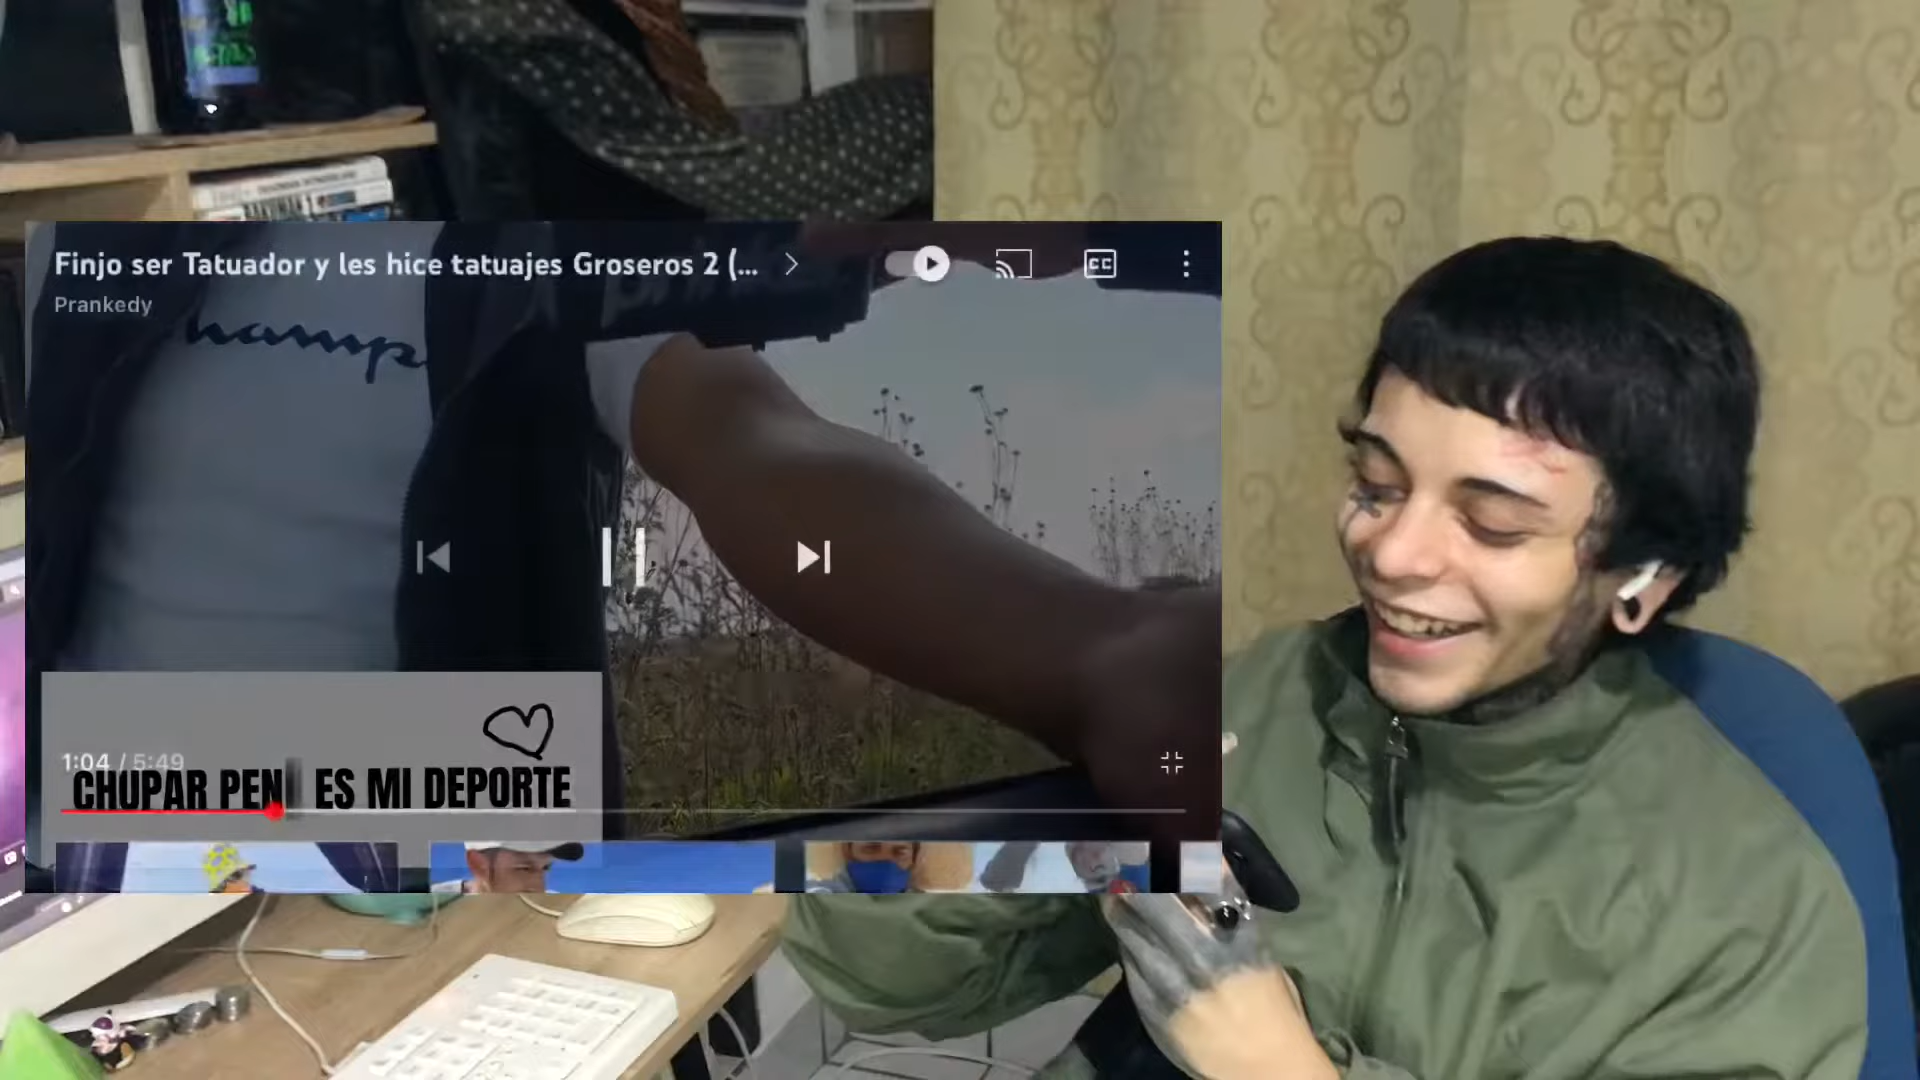 Finjo ser Tatuador y les hice tatuajes Groseros 2 (...
CC
Prankedy
hamp
1:04 / 5:49
CHUPAR PEN ES MI DEPORTE